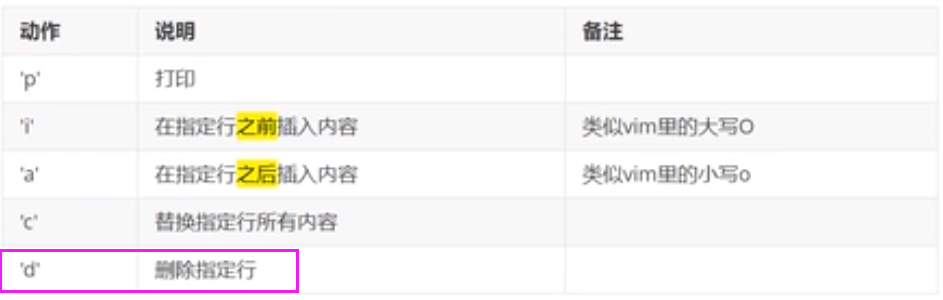 动作 说明 备注
'p' 打印
'i' 在指定行之前插入内容 类似vim里的大写O
'a' 在指定行之后插入内容 类似vim里的小写o
'c' 替换指定行所有内容
'd' 删除指定行